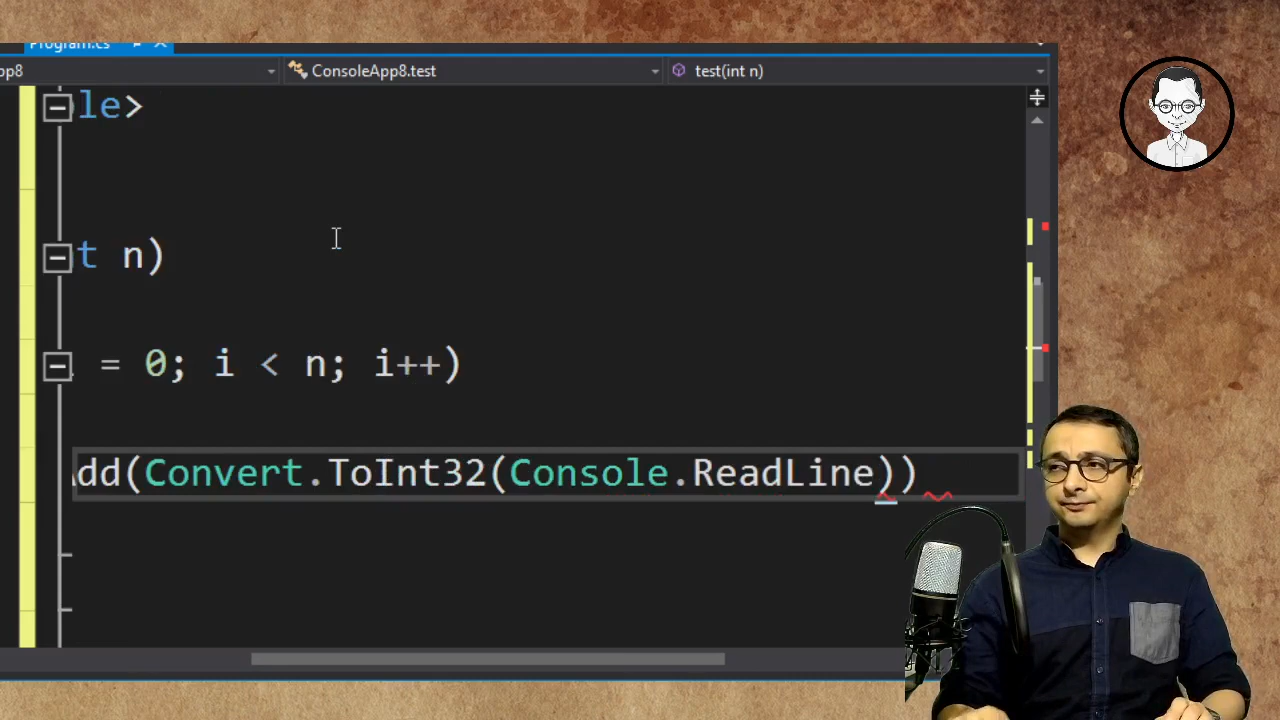 Program.cs
pp8
ConsoleApp8.test
test(int n)
le>
t n)
= 0; i < n; i++)
dd(Convert.ToInt32(Console.ReadLine))